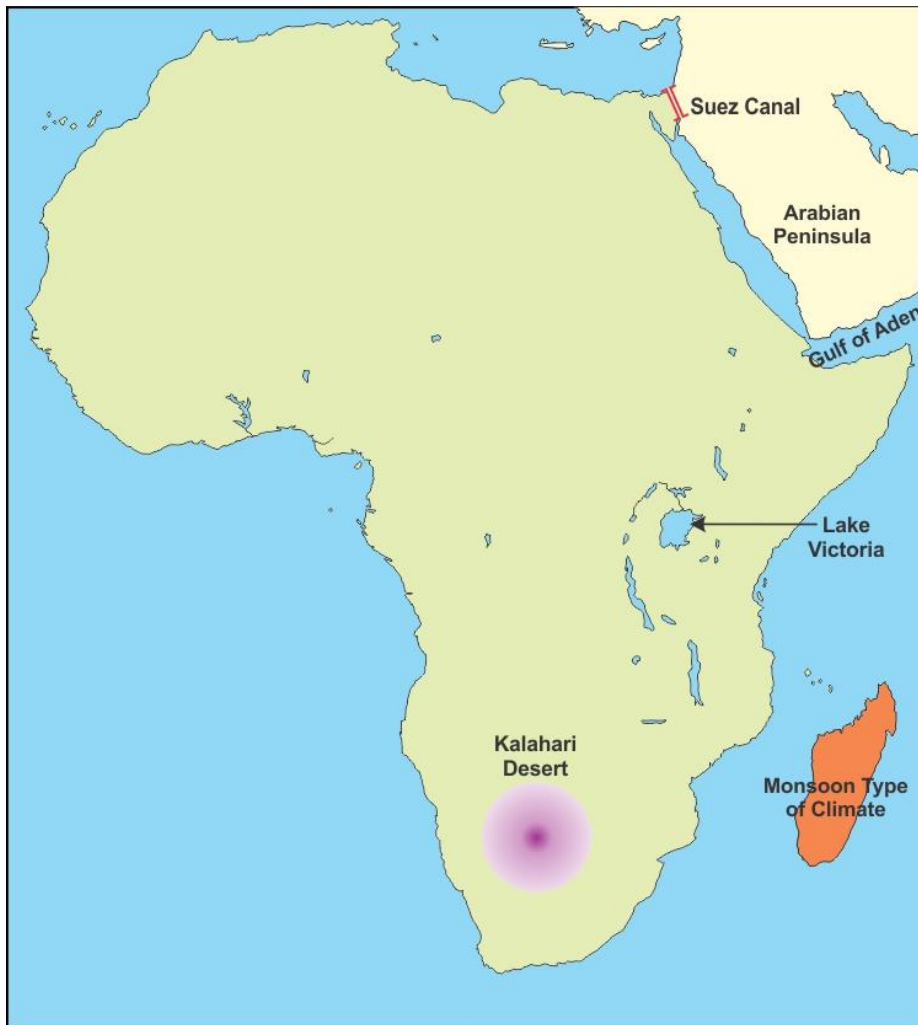 Suez Canal
Arabian
Peninsula
Gulf of Aden
Lake
Victoria
Kalahari
Desert
Monsoon Type
of Climate